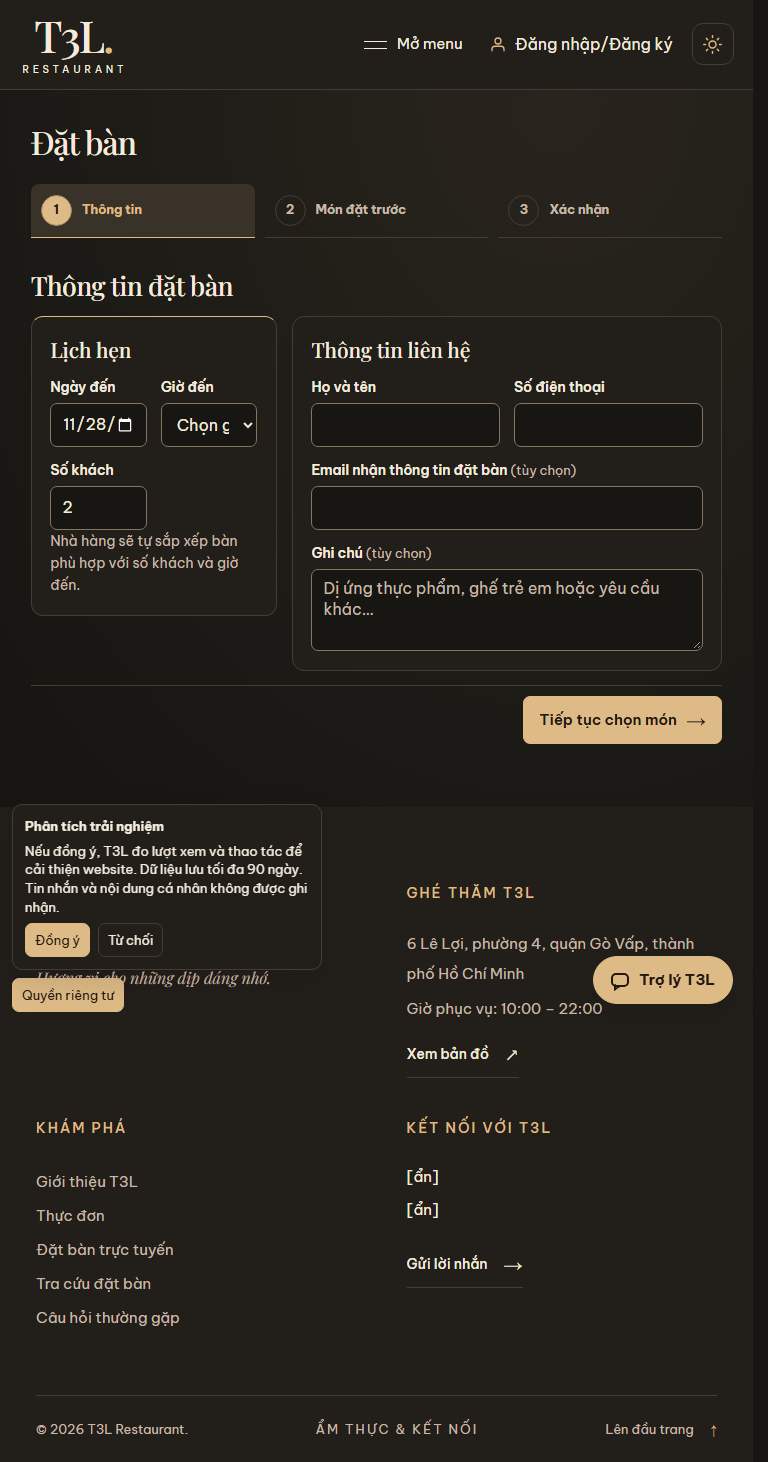 T3L.
RESTAURANT
Mở menu
Đăng nhập/Đăng ký
Đặt bàn
1 Thông tin
2 Món đặt trước
3 Xác nhận
Thông tin đặt bàn
Lịch hẹn
Ngày đến
Giờ đến
11/28/
Chọn g
Số khách
2
Nhà hàng sẽ tự sắp xếp bàn
phù hợp với số khách và giờ
đến.
Thông tin liên hệ
Họ và tên
Số điện thoại
Email nhận thông tin đặt bàn (tùy chọn)
Ghi chú (tùy chọn)
Dị ứng thực phẩm, ghế trẻ em hoặc yêu cầu
khác...
Tiếp tục chọn món →
Phân tích trải nghiệm
Nếu đồng ý, T3L đo lượt xem và thao tác để
cải thiện website. Dữ liệu lưu tối đa 90 ngày.
Tin nhắn và nội dung cá nhân không được ghi
nhận.
Đồng ý
Từ chối
những dịp đáng nhớ.
Quyền riêng tư
GHÉ THĂM T3L
6 Lê Lợi, phường 4, quận Gò Vấp, thành
phố Hồ Chí Minh
Giờ phục vụ: 10:00 – 22:00
Xem bản đồ ↗
Trợ lý T3L
KHÁM PHÁ
Giới thiệu T3L
Thực đơn
Đặt bàn trực tuyến
Tra cứu đặt bàn
Câu hỏi thường gặp
KẾT NỐI VỚI T3L
[ẩn]
[ẩn]
Gửi lời nhắn →
© 2026 T3L Restaurant.
ẨM THỰC & KẾT NỐI
Lên đầu trang ↑